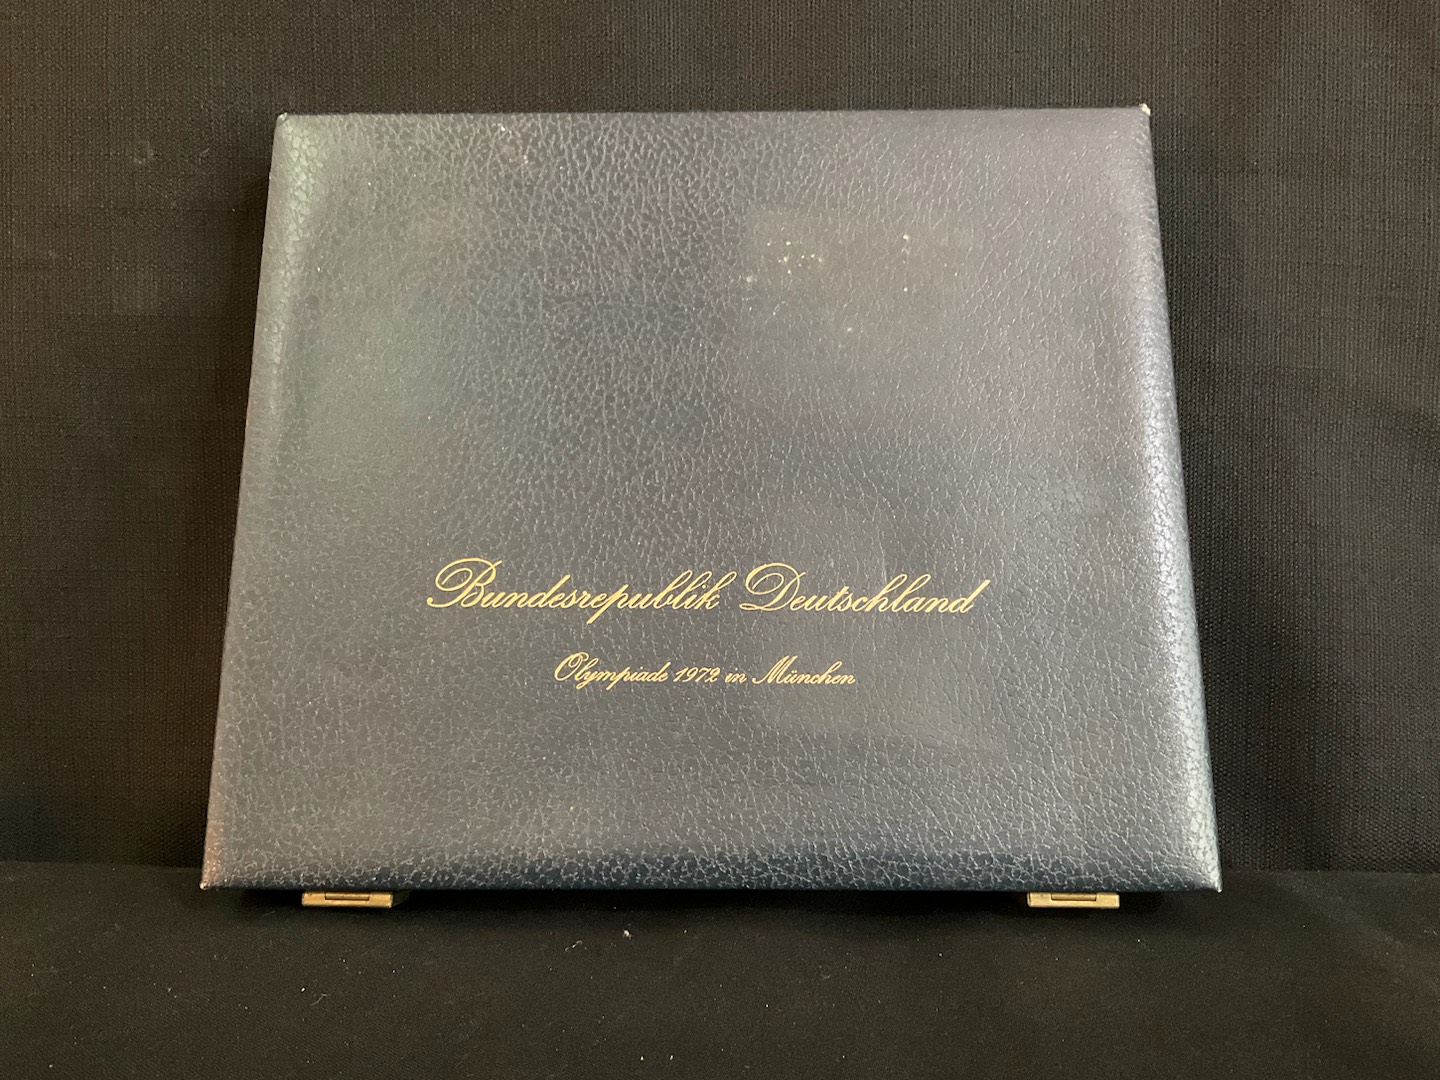 Bundesrepublik Deutschland
Olympiade 1972 in München